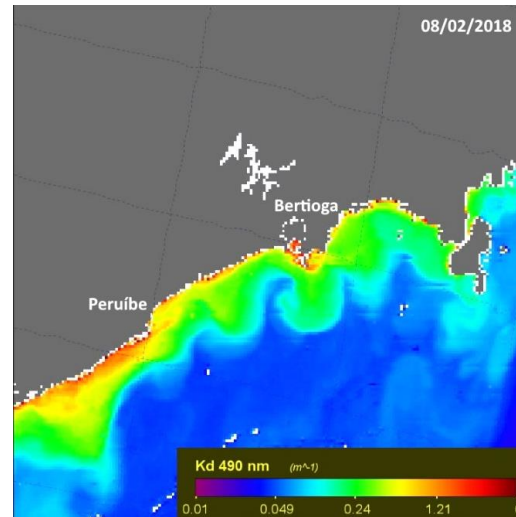 08/02/2018
Bertioga
Peruíbe
Kd 490 nm (m^-1)
0.01 0.049 0.24 1.21